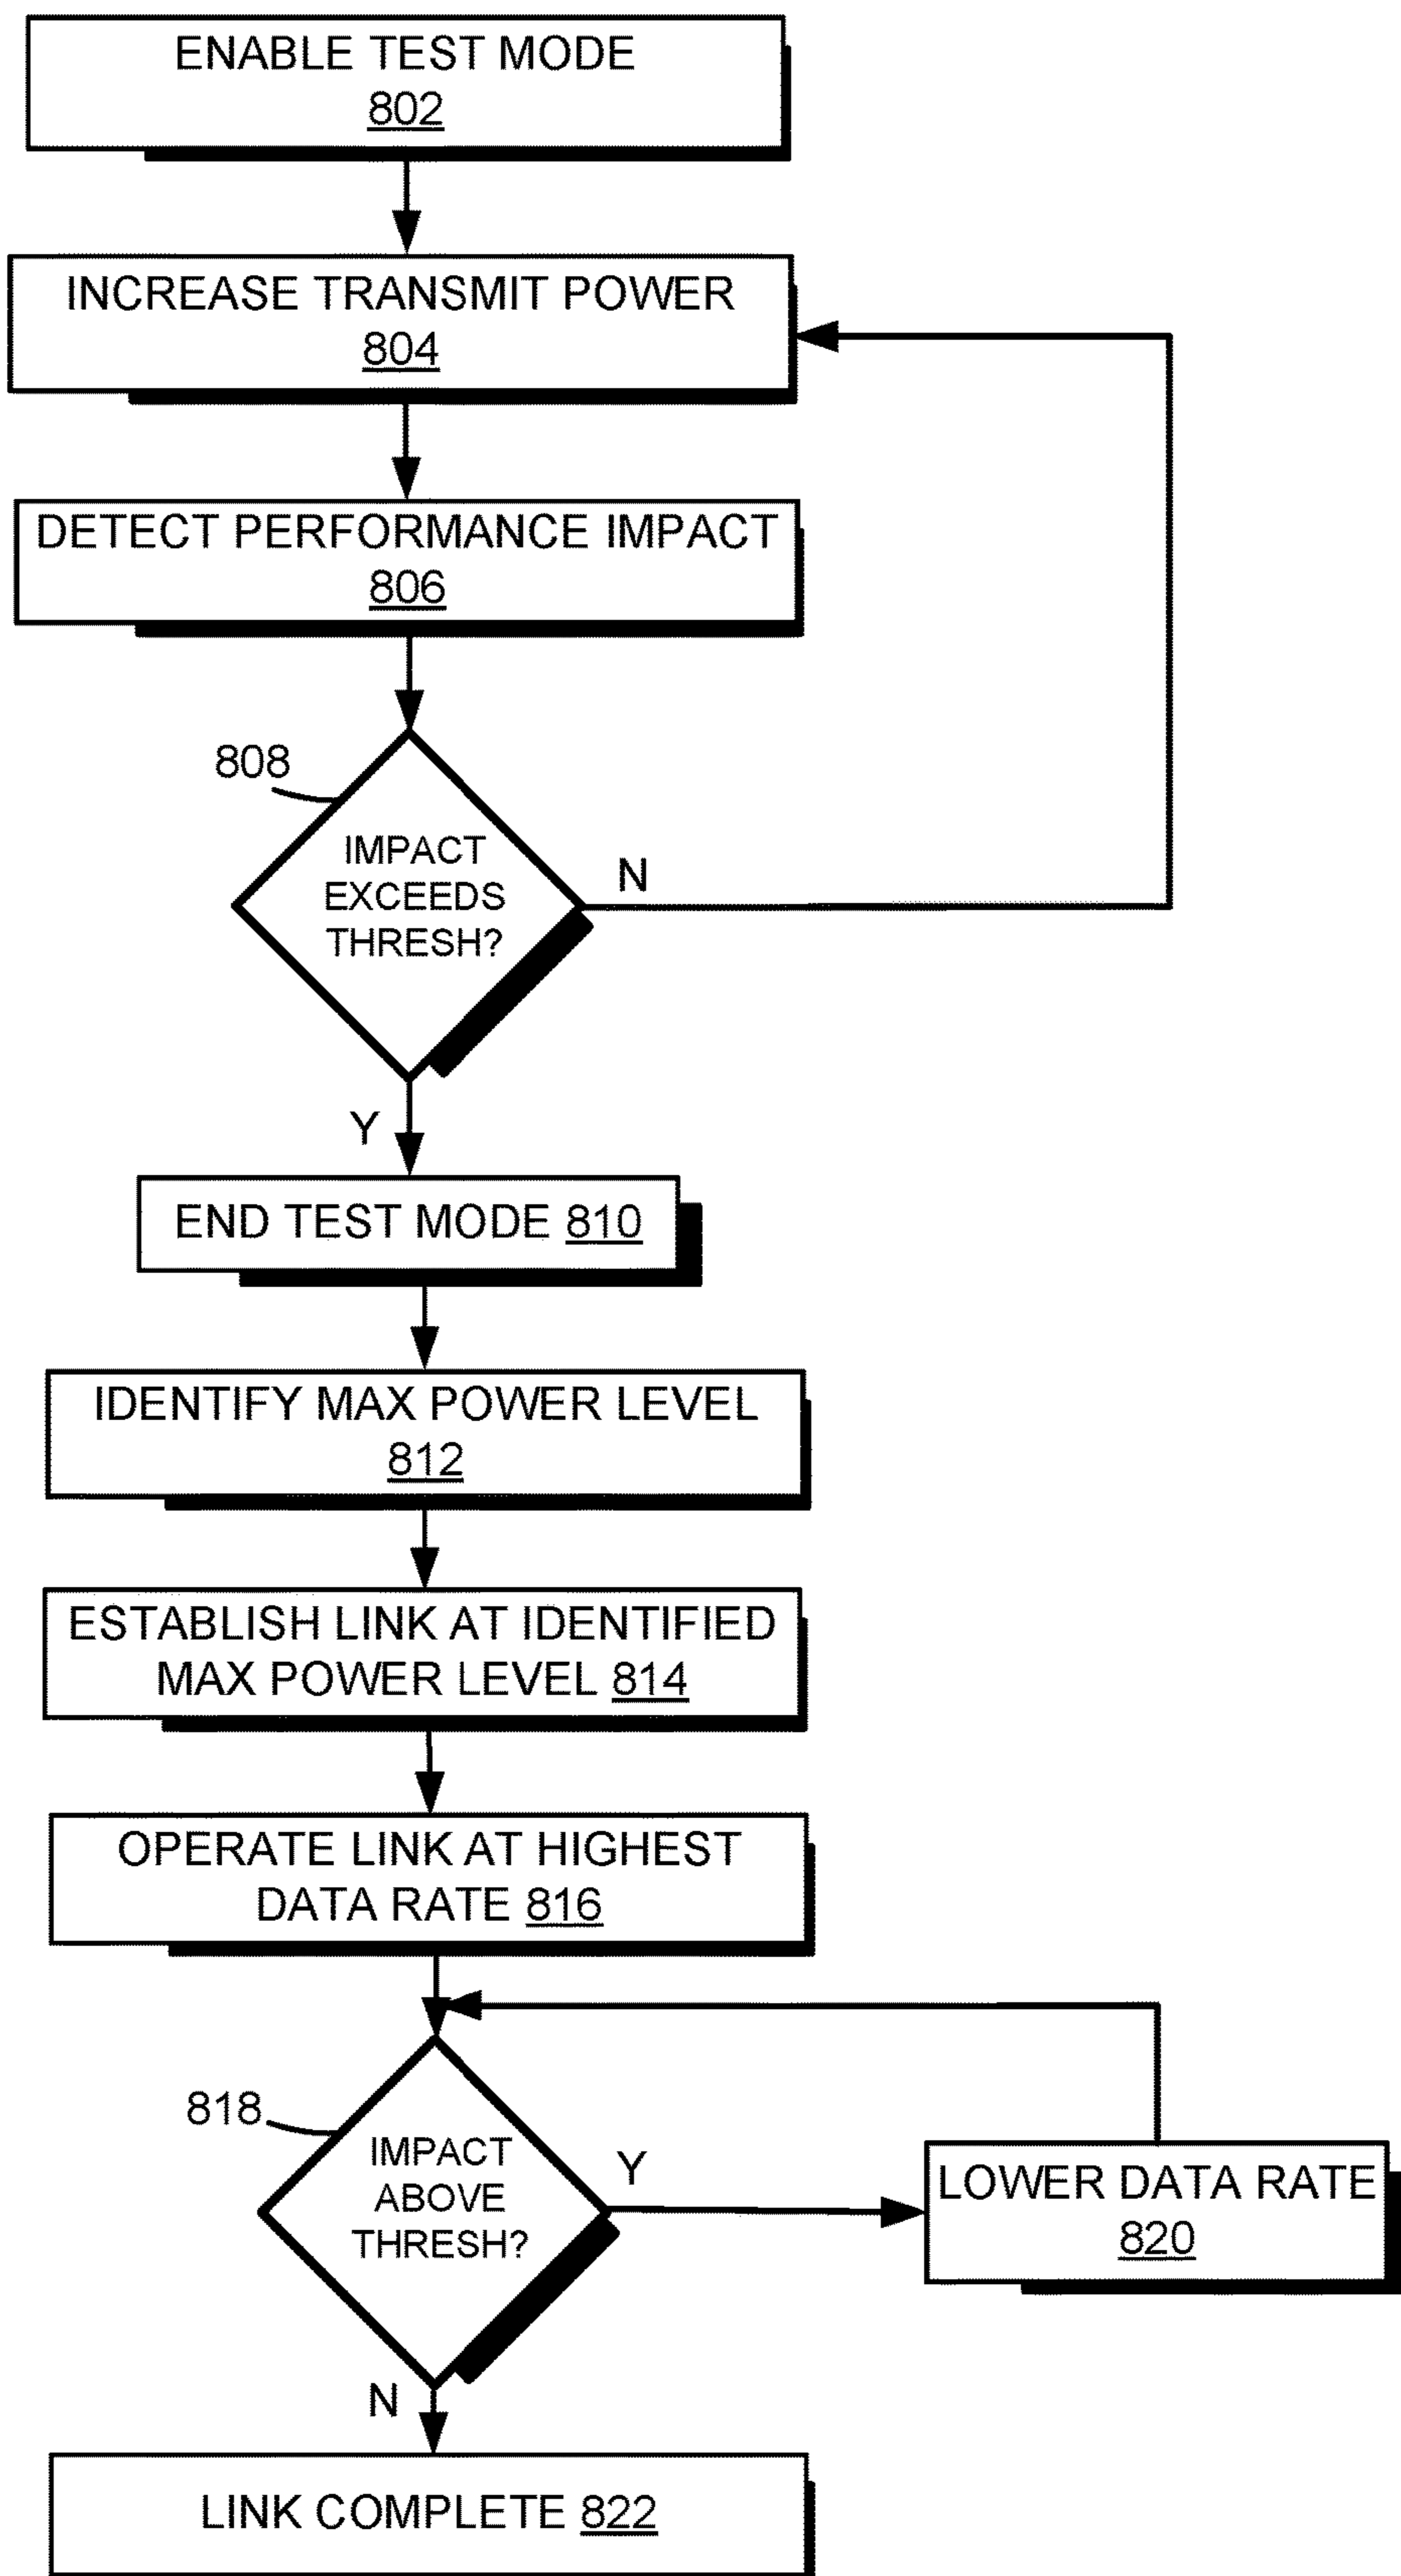 ENABLE TEST MODE
802
INCREASE TRANSMIT POWER
804
DETECT PERFORMANCE IMPACT
806
808
IMPACT
EXCEEDS
THRESH?
N
Y
END TEST MODE 810
IDENTIFY MAX POWER LEVEL
812
ESTABLISH LINK AT IDENTIFIED
MAX POWER LEVEL 814
OPERATE LINK AT HIGHEST
DATA RATE 816
818
IMPACT
ABOVE
THRESH?
Y
LOWER DATA RATE
820
N
LINK COMPLETE 822